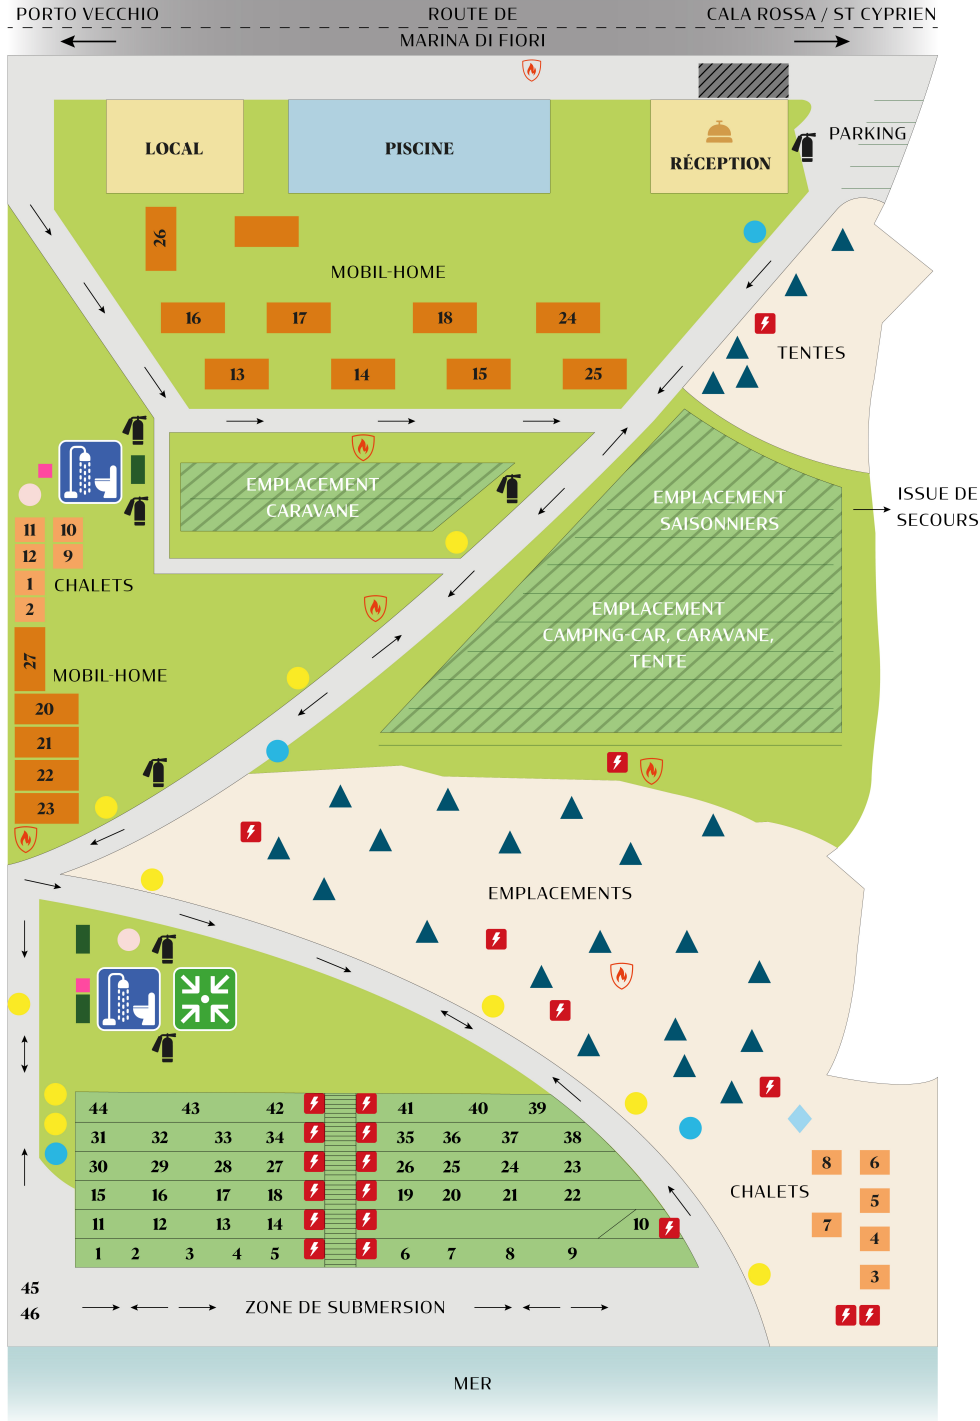 PORTO VECCHIO
ROUTE DE
MARINA DI FIORI
CALA ROSSA / ST CYPRIEN
LOCAL
PISCINE
RÉCEPTION
PARKING
26
MOBIL-HOME
16
17
18
24
13
14
15
25
TENTES
EMPLACEMENT
CARAVANE
EMPLACEMENT
SAISONNIERS
ISSUE DE
SECOURS
11 10
12 9
1
2
CHALETS
EMPLACEMENT
CAMPING-CAR, CARAVANE,
TENTE
27
MOBIL-HOME
20
21
22
23
EMPLACEMENTS
44 43 42 41 40 39
31 32 33 34 35 36 37 38
30 29 28 27 26 25 24 23
15 16 17 18 19 20 21 22
11 12 13 14 10
1 2 3 4 5 6 7 8 9
CHALETS
8 6
5
7
4
3
45
46
ZONE DE SUBMERSION
MER